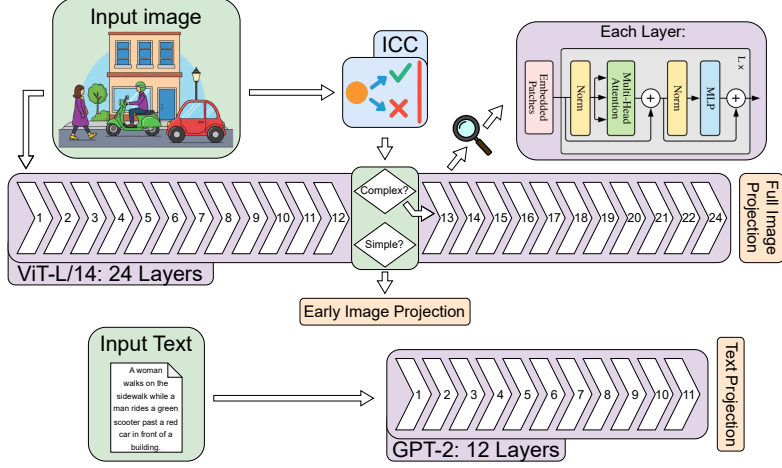 Input image
ICC
Each Layer:
Embedded
Patches
Norm
Multi-Head
Attention
+
Norm
MLP
+
L x
Complex?
Simple?
1 2 3 4 5 6 7 8 9 10 11 12
13 14 15 16 17 18 19 20 21 22 24
Full Image
Projection
ViT-L/14: 24 Layers
Early Image Projection
Input Text
A woman
walks on the
sidewalk while a
man rides a green
scooter past a red
car in front of a
building.
1 2 3 4 5 6 7 8 9 10 11
Text Projection
GPT-2: 12 Layers